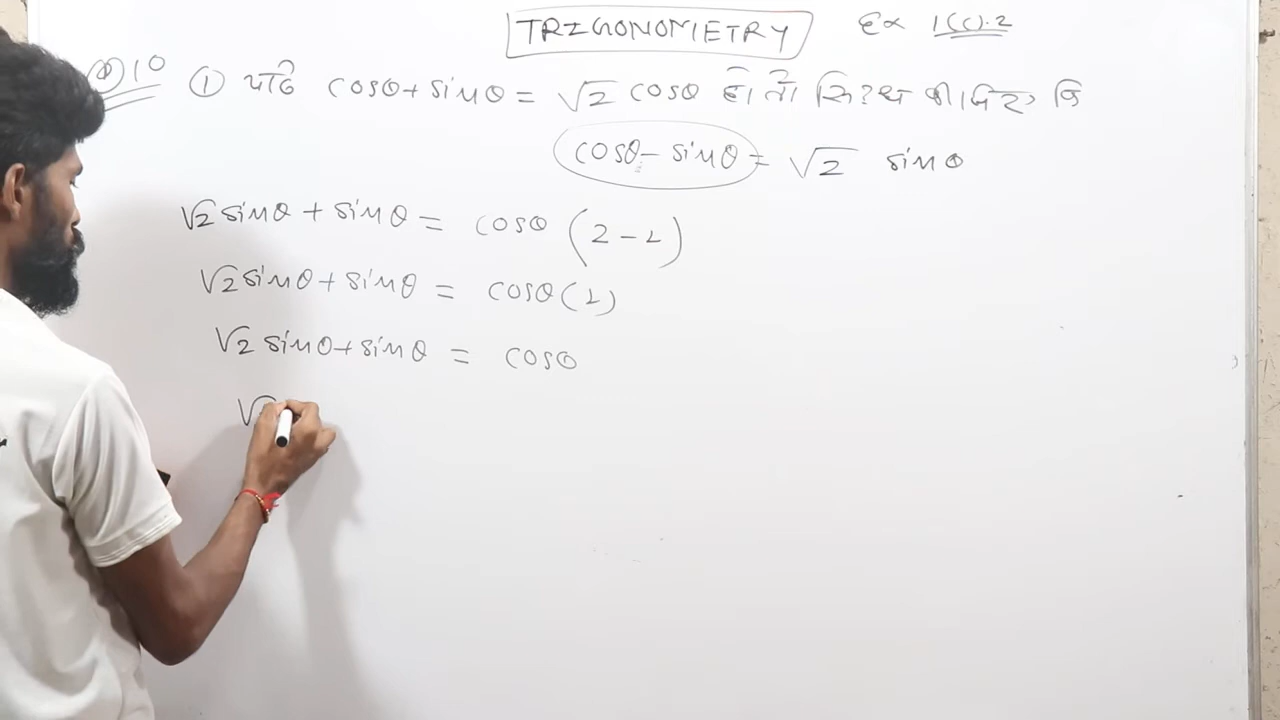 TRIGONOMETRY Ex 1(c).2
Q10 ① यदि cosθ + sinθ = √2 cosθ हो तो सिद्ध कीजिए कि
cosθ - sinθ = √2 sinθ
√2 sinθ + sinθ = cosθ (2 - 1)
√2 sinθ + sinθ = cosθ (1)
√2 sinθ + sinθ = cosθ